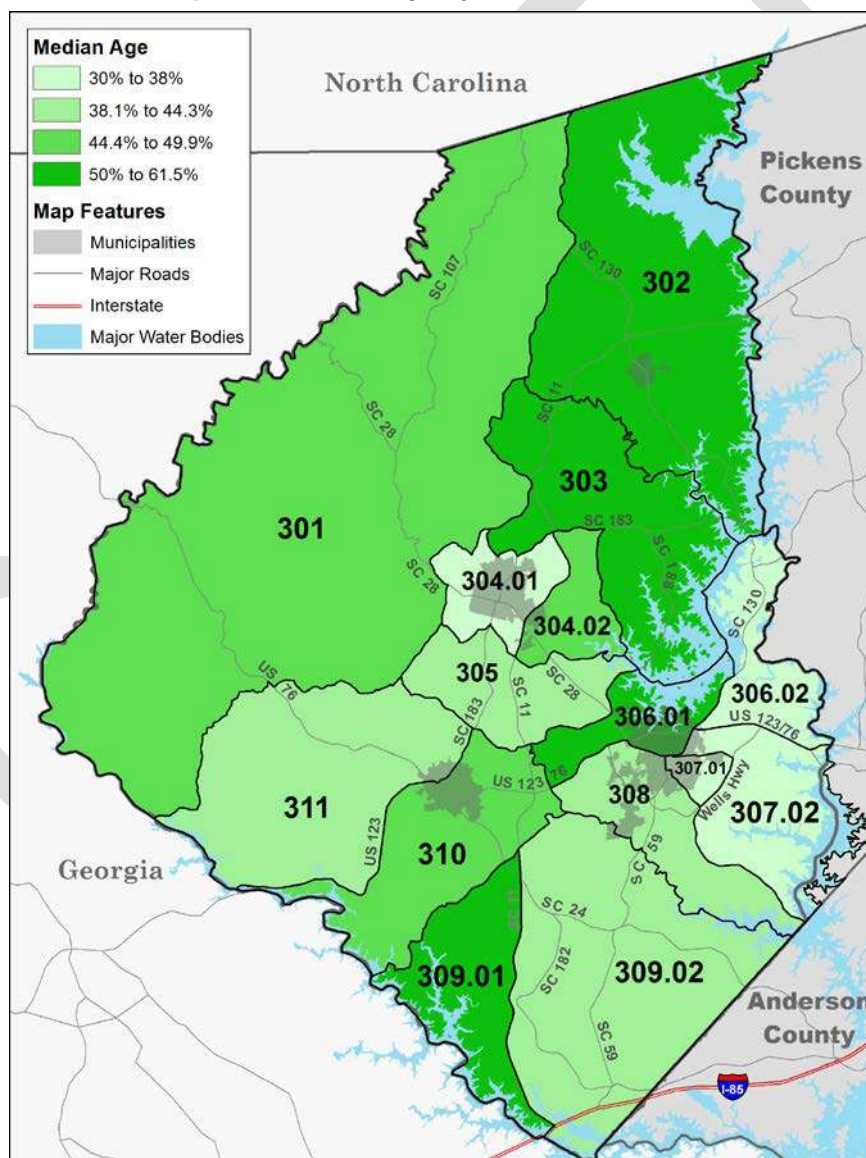 Median Age
30% to 38%
38.1% to 44.3%
44.4% to 49.9%
50% to 61.5%
Map Features
Municipalities
Major Roads
Interstate
Major Water Bodies
North Carolina
Pickens
County
SC 107
SC 130
302
SC 11
SC 28
303
SC 183
SC 188
301
SC 28
304.01
304.02
SC 130
305
SC 28
SC 11
SC 183
US 76
306.01
306.02
US 123/76
US 123/76
307.01
Wells Hwy
308
307.02
311
US 123
310
SC 59
Georgia
SC 11
SC 24
SC 182
309.01
309.02
SC 59
Anderson
County
I-85